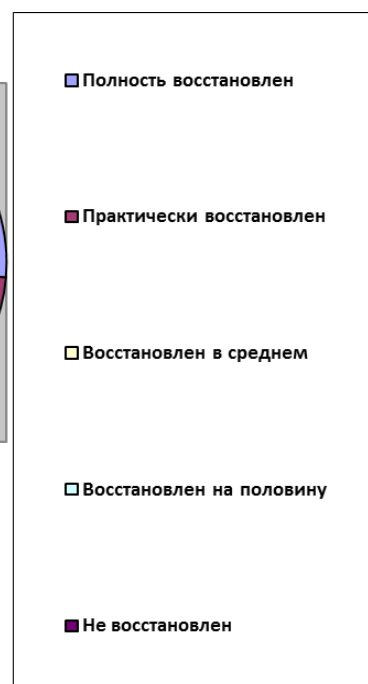 Полность восстановлен
Практически восстановлен
Восстановлен в среднем
Восстановлен на половину
Не восстановлен